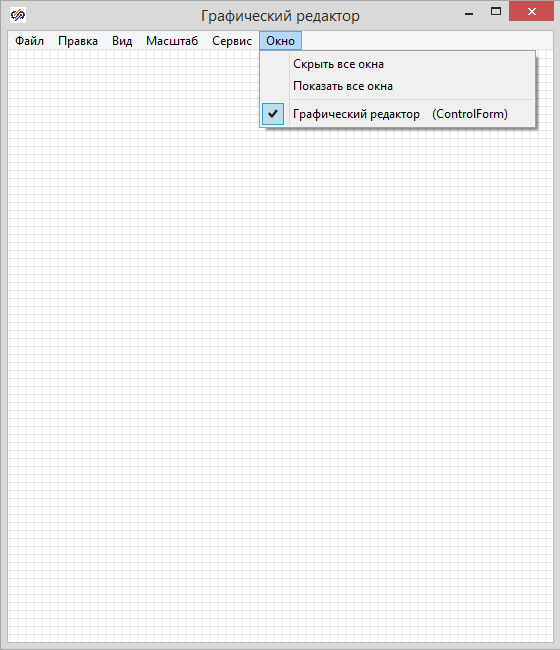 Графический редактор
Файл Правка Вид Масштаб Сервис Окно
Скрыть все окна
Показать все окна
Графический редактор (ControlForm)